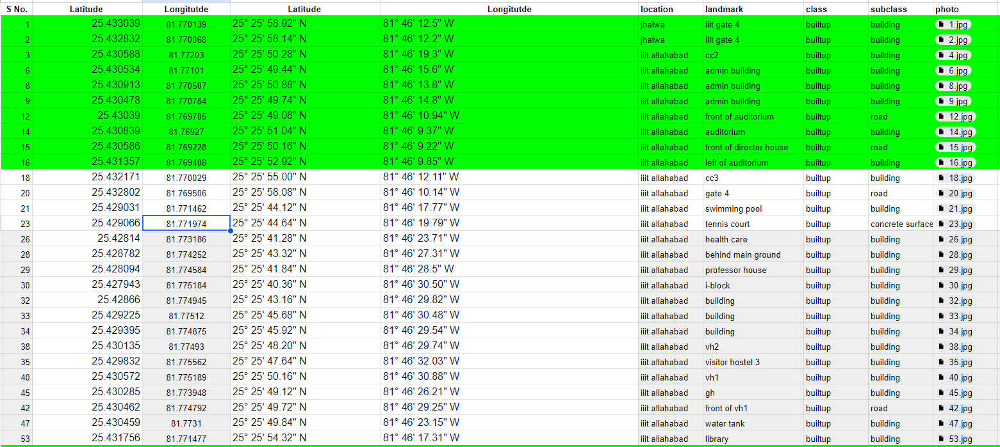 S No. Latitude Longitutde Latitude Longitutde location landmark class subclass photo
1 25.433039 81.770139 25° 25' 58.92" N 81° 46' 12.5" W jhalwa iiit gate 4 builtup building 1.jpg
2 25.432832 81.770068 25° 25' 58.14" N 81° 46' 12.2" W jhalwa iiit gate 4 builtup building 2.jpg
3 25.430588 81.77203 25° 25' 50.28" N 81° 46' 19.3" W iiit allahabad cc2 builtup building 4.jpg
6 25.430534 81.77101 25° 25' 49.44" N 81° 46' 15.6" W iiit allahabad admin building builtup building 6.jpg
8 25.430913 81.770507 25° 25' 50.88" N 81° 46' 13.8" W iiit allahabad admin building builtup building 8.jpg
9 25.430478 81.770784 25° 25' 49.74" N 81° 46' 14.8" W iiit allahabad admin building builtup building 9.jpg
12 25.43039 81.769705 25° 25' 49.08" N 81° 46' 10.94" W iiit allahabad front of auditorium builtup road 12.jpg
14 25.430839 81.76927 25° 25' 51.04" N 81° 46' 9.37" W iiit allahabad auditorium builtup building 14.jpg
15 25.430586 81.769228 25° 25' 50.16" N 81° 46' 9.22" W iiit allahabad front of director house builtup road 15.jpg
16 25.431357 81.769408 25° 25' 52.92" N 81° 46' 9.85" W iiit allahabad left of auditorium builtup building 16.jpg
18 25.432171 81.770029 25° 25' 55.00" N 81° 46' 12.11" W iiit allahabad cc3 builtup building 18.jpg
20 25.432802 81.769506 25° 25' 58.08" N 81° 46' 10.14" W iiit allahabad gate 4 builtup road 20.jpg
21 25.429031 81.771462 25° 25' 44.12" N 81° 46' 17.77" W iiit allahabad swimming pool builtup building 21.jpg
23 25.429066 81.771974 25° 25' 44.64" N 81° 46' 19.79" W iiit allahabad tennis court builtup concrete surface 23.jpg
26 25.42814 81.773186 25° 25' 41.28" N 81° 46' 23.71" W iiit allahabad health care builtup building 26.jpg
28 25.428782 81.774252 25° 25' 43.32" N 81° 46' 27.31" W iiit allahabad behind main ground builtup building 28.jpg
29 25.428094 81.774584 25° 25' 41.84" N 81° 46' 28.5" W iiit allahabad professor house builtup building 29.jpg
30 25.427943 81.775184 25° 25' 40.36" N 81° 46' 30.50" W iiit allahabad i-block builtup building 30.jpg
32 25.42866 81.774945 25° 25' 43.16" N 81° 46' 29.82" W iiit allahabad building builtup building 32.jpg
33 25.429225 81.77512 25° 25' 45.68" N 81° 46' 30.48" W iiit allahabad building builtup building 33.jpg
34 25.429395 81.774875 25° 25' 45.92" N 81° 46' 29.54" W iiit allahabad building builtup building 34.jpg
38 25.430135 81.77493 25° 25' 48.20" N 81° 46' 29.74" W iiit allahabad vh2 builtup building 38.jpg
35 25.429832 81.775562 25° 25' 47.64" N 81° 46' 32.03" W iiit allahabad visitor hostel 3 builtup building 35.jpg
40 25.430572 81.775189 25° 25' 50.16" N 81° 46' 30.88" W iiit allahabad vh1 builtup building 40.jpg
45 25.430285 81.773948 25° 25' 49.12" N 81° 46' 26.21" W iiit allahabad gh builtup building 45.jpg
42 25.430462 81.774792 25° 25' 49.72" N 81° 46' 29.25" W iiit allahabad front of vh1 builtup road 42.jpg
47 25.430459 81.7731 25° 25' 49.84" N 81° 46' 23.15" W iiit allahabad water tank builtup building 47.jpg
53 25.431756 81.771477 25° 25' 54.32" N 81° 46' 17.31" W iiit allahabad library builtup building 53.jpg